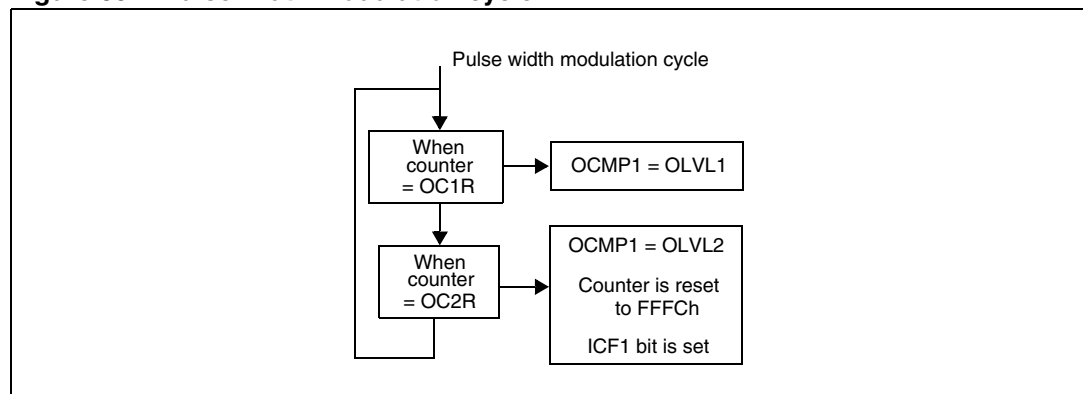 Pulse width modulation cycle
When
counter
= OC1R
OCMP1 = OLVL1
When
counter
= OC2R
OCMP1 = OLVL2
Counter is reset
to FFFCh
ICF1 bit is set